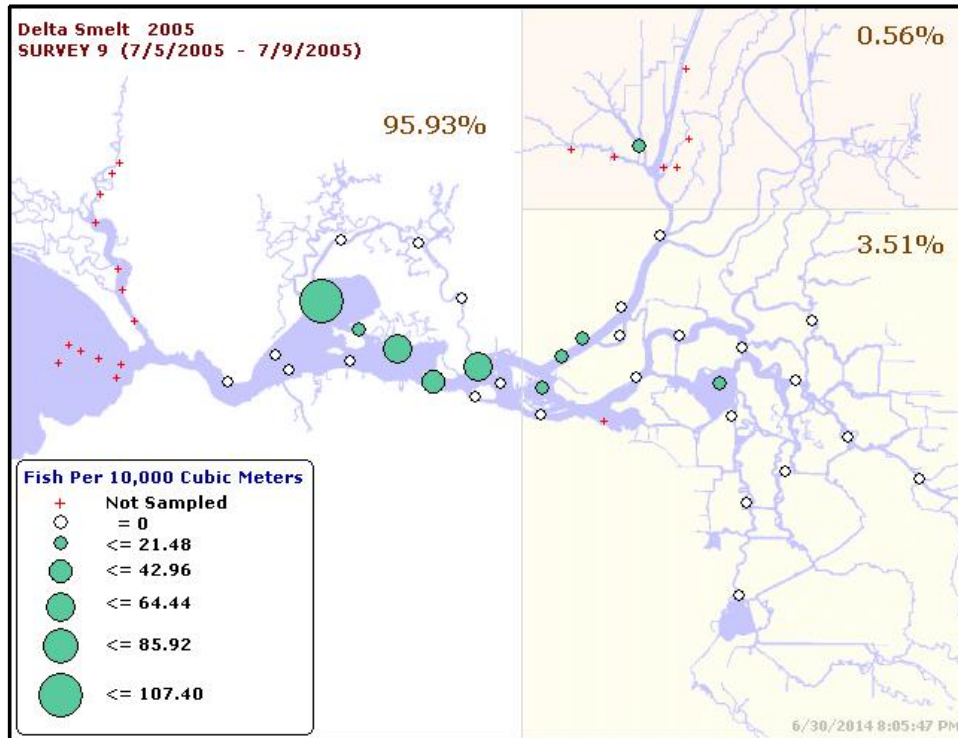 Delta Smelt 2005
SURVEY 9 (7/5/2005 - 7/9/2005)
95.93%
0.56%
3.51%
Fish Per 10,000 Cubic Meters
Not Sampled
= 0
<= 21.48
<= 42.96
<= 64.44
<= 85.92
<= 107.40
6/30/2014 8:05:47 PM